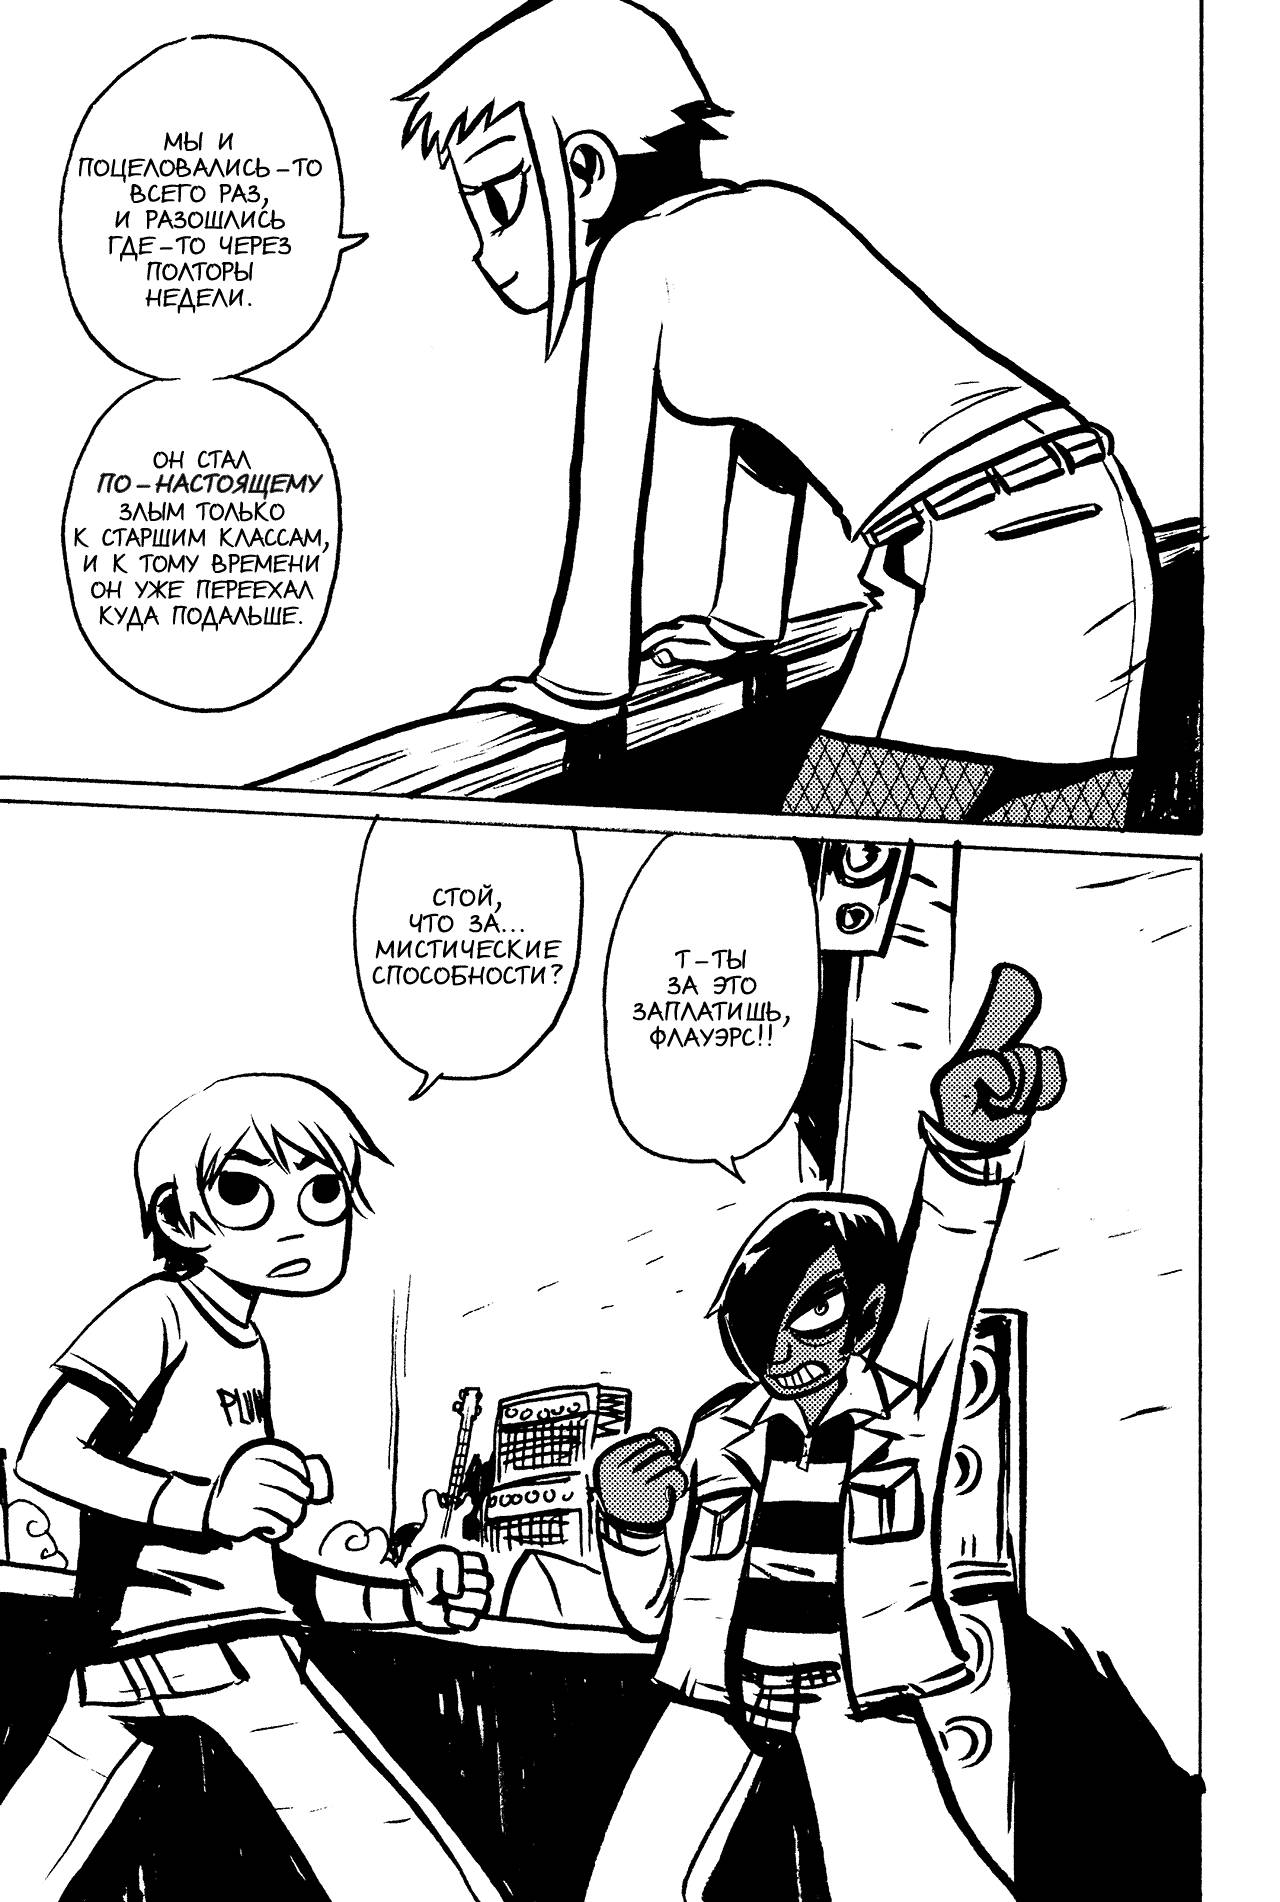 МЫ И
ПОЦЕЛОВАЛИСЬ-ТО
ВСЕГО РАЗ,
И РАЗОШЛИСЬ
ГДЕ-ТО ЧЕРЕЗ
ПОЛТОРЫ
НЕДЕЛИ.
ОН СТАЛ
ПО-НАСТОЯЩЕМУ
ЗЛЫМ ТОЛЬКО
К СТАРШИМ КЛАССАМ,
И К ТОМУ ВРЕМЕНИ
ОН УЖЕ ПЕРЕЕХАЛ
КУДА ПОДАЛЬШЕ.
СТОЙ,
ЧТО ЗА...
МИСТИЧЕСКИЕ
СПОСОБНОСТИ?
Т-ТЫ
ЗА ЭТО
ЗАПЛАТИШЬ,
ФЛАУЭРС!!